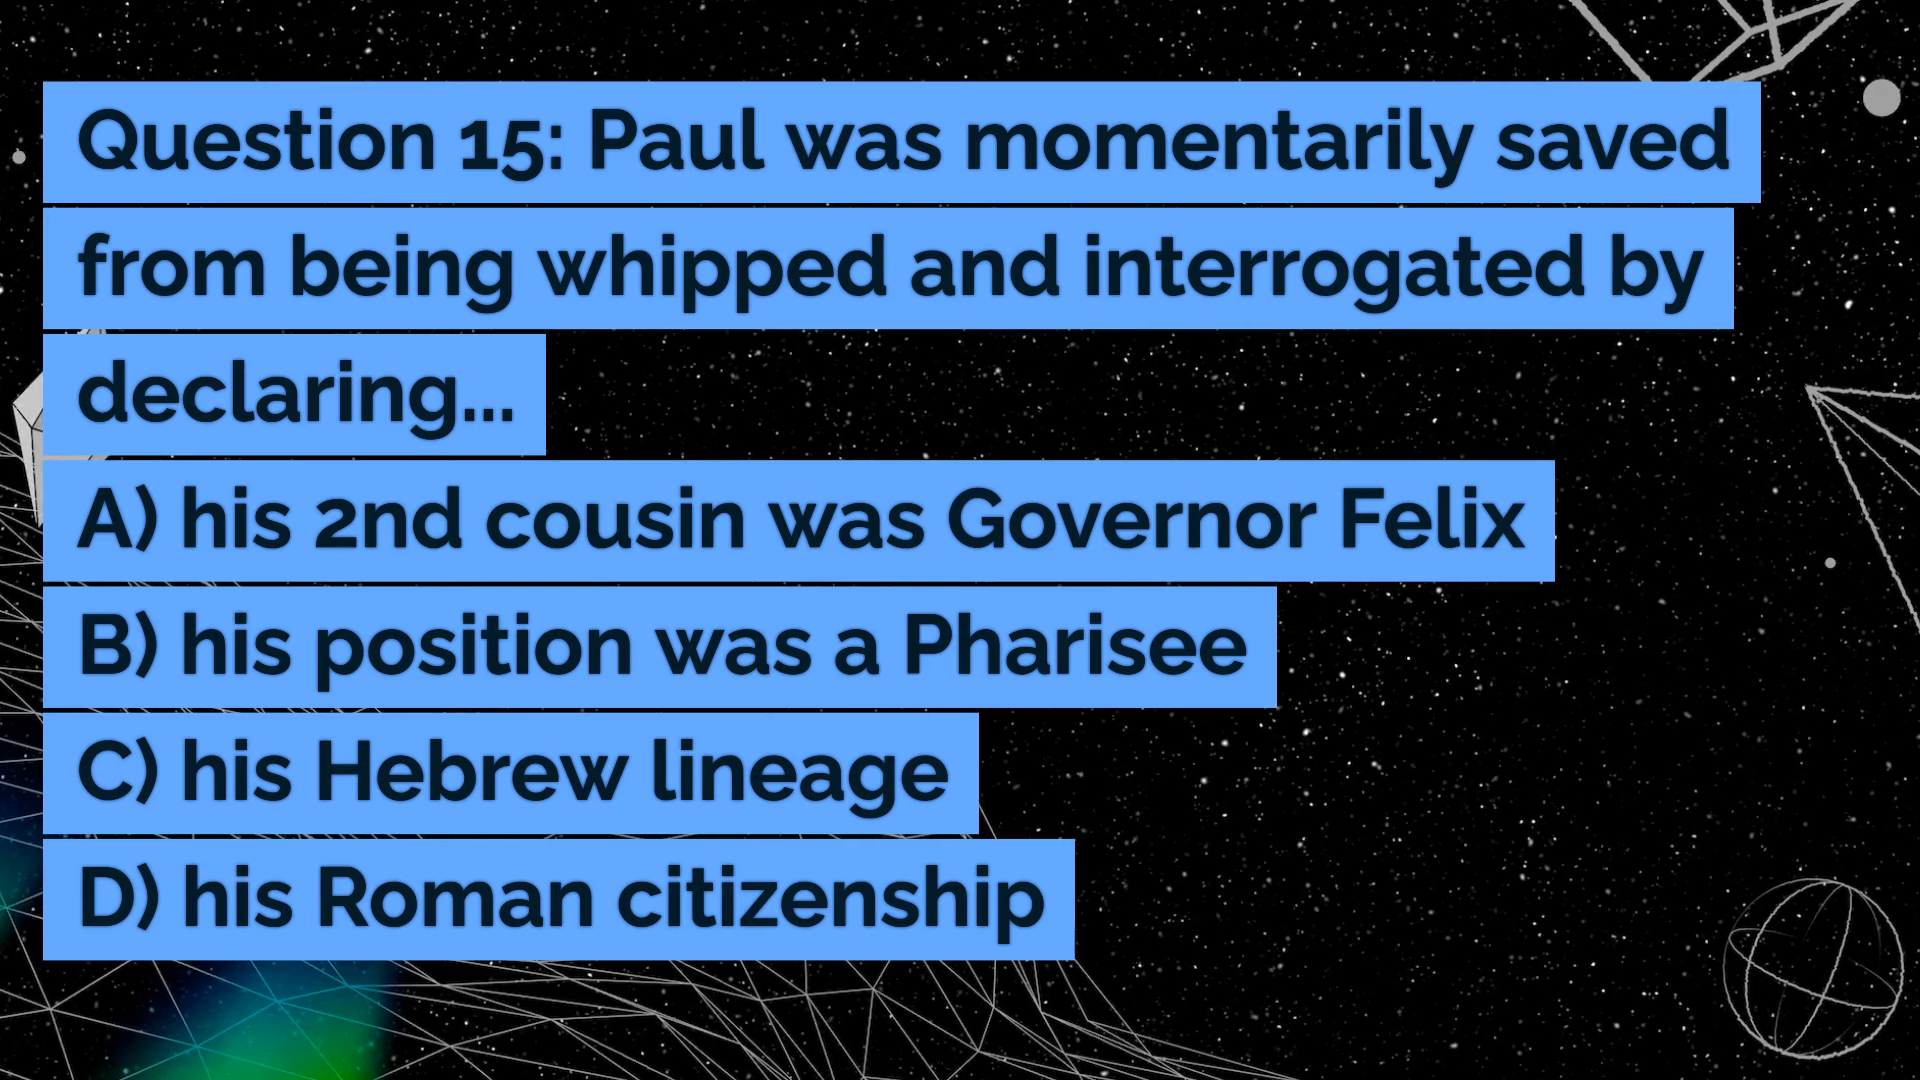 Question 15: Paul was momentarily saved
from being whipped and interrogated by
declaring...
A) his 2nd cousin was Governor Felix
B) his position was a Pharisee
C) his Hebrew lineage
D) his Roman citizenship